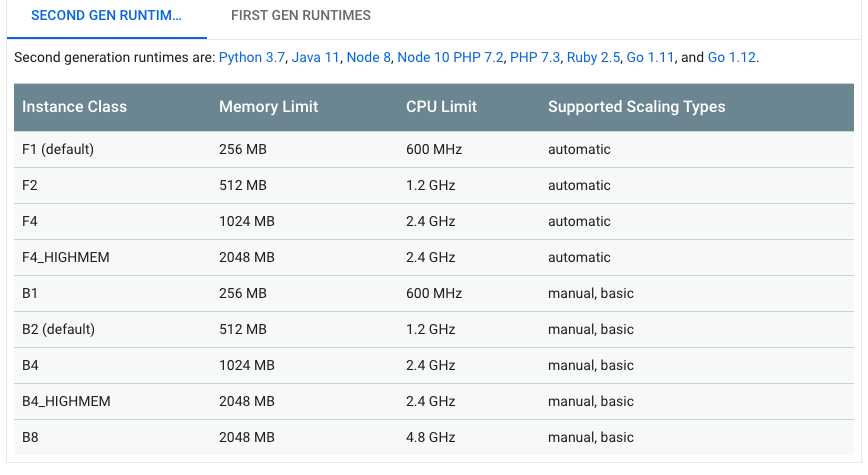 SECOND GEN RUNTIM... FIRST GEN RUNTIMES
Second generation runtimes are: Python 3.7, Java 11, Node 8, Node 10 PHP 7.2, PHP 7.3, Ruby 2.5, Go 1.11, and Go 1.12.
Instance Class Memory Limit CPU Limit Supported Scaling Types
F1 (default) 256 MB 600 MHz automatic
F2 512 MB 1.2 GHz automatic
F4 1024 MB 2.4 GHz automatic
F4_HIGHMEM 2048 MB 2.4 GHz automatic
B1 256 MB 600 MHz manual, basic
B2 (default) 512 MB 1.2 GHz manual, basic
B4 1024 MB 2.4 GHz manual, basic
B4_HIGHMEM 2048 MB 2.4 GHz manual, basic
B8 2048 MB 4.8 GHz manual, basic